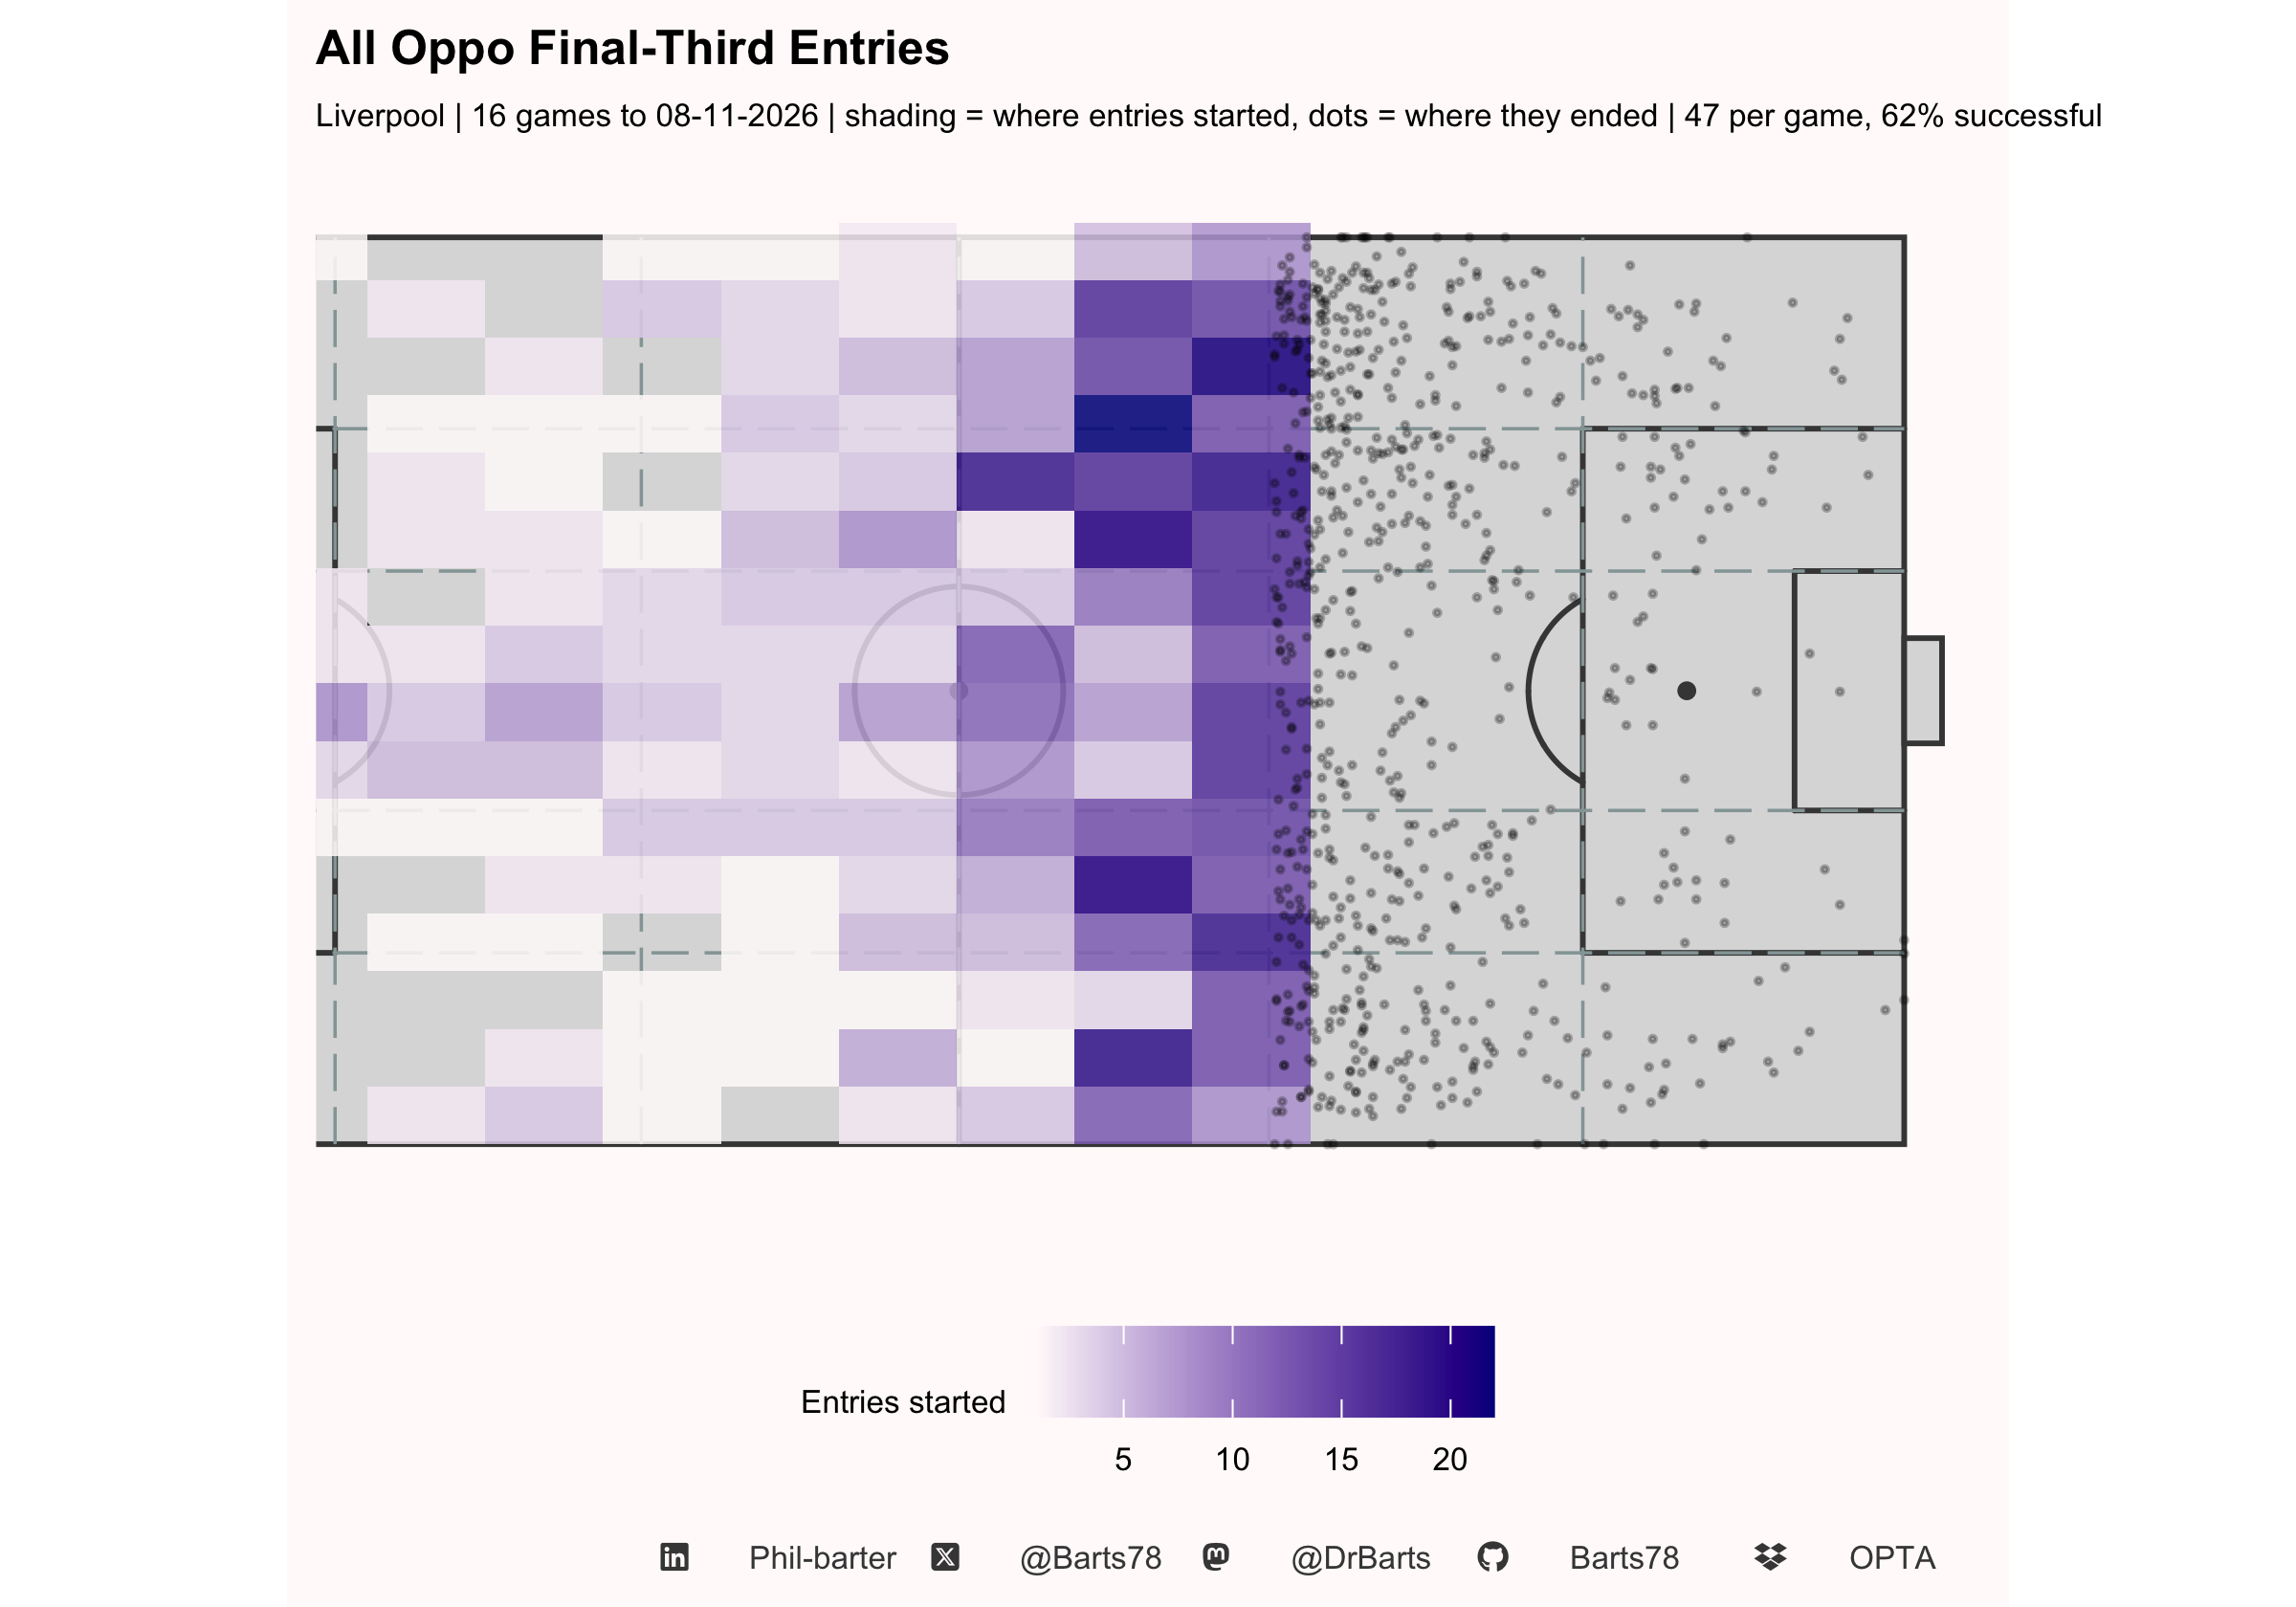 All Oppo Final-Third Entries
Liverpool | 16 games to 08-11-2026 | shading = where entries started, dots = where they ended | 47 per game, 62% successful
Entries started
5 10 15 20
Phil-barter @Barts78 @DrBarts Barts78 OPTA